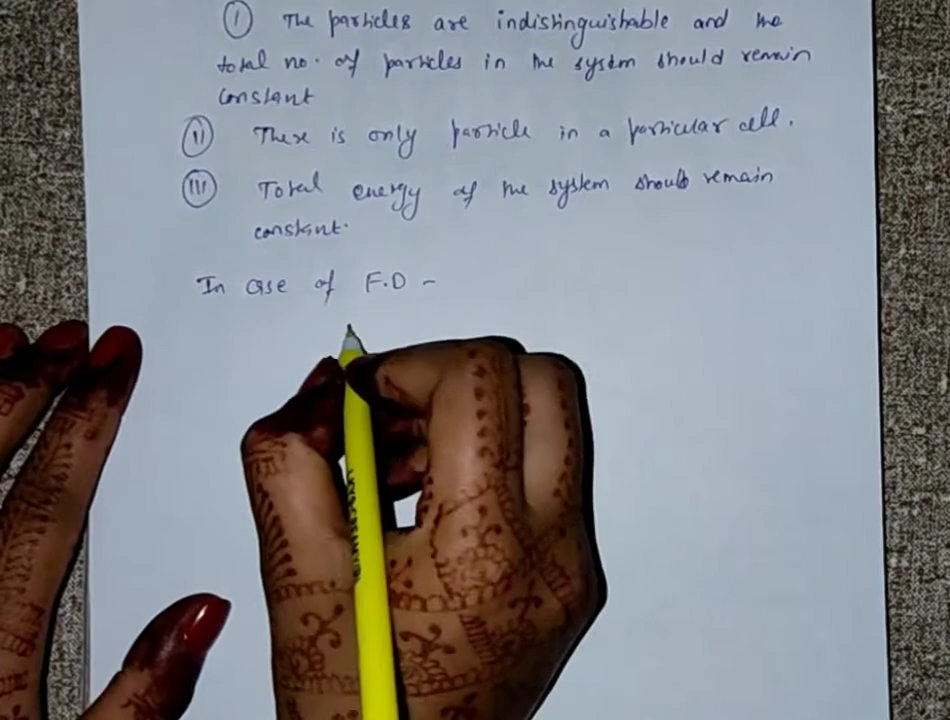 (I) The particles are indistinguishable and the
total no. of particles in the system should remain
constant
(II) There is only particle in a particular cell.
(III) Total energy of the system should remain
constant.
In case of F.D -